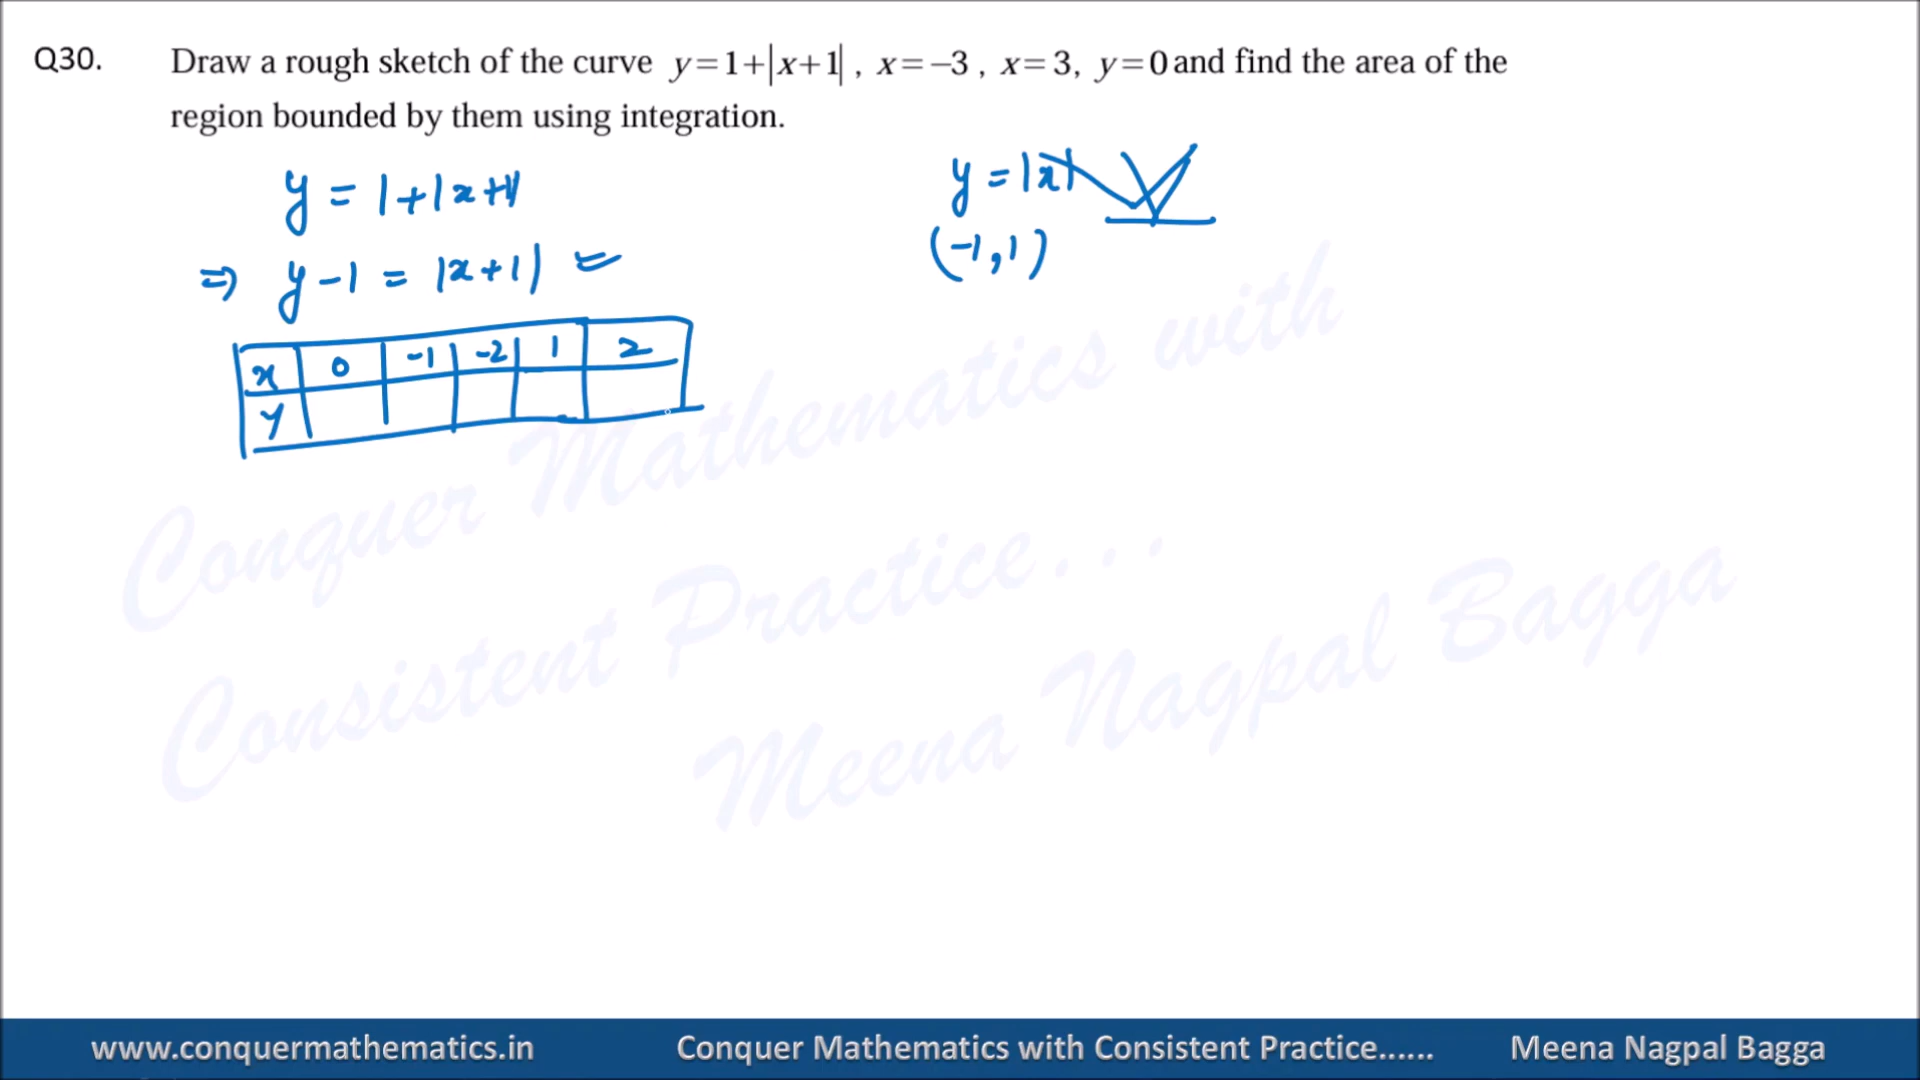 Q30. Draw a rough sketch of the curve y=1+|x+1| , x=−3 , x=3, y=0 and find the area of the
region bounded by them using integration.
y = 1+|x+1|
y = |x|
⇒ y-1 = |x+1|
(-1,1)
x 0 -1 -2 1 2
y
Conquer Mathematics with
Consistent Practice...
Meena Nagpal Bagga
www.conquermathematics.in Conquer Mathematics with Consistent Practice...... Meena Nagpal Bagga